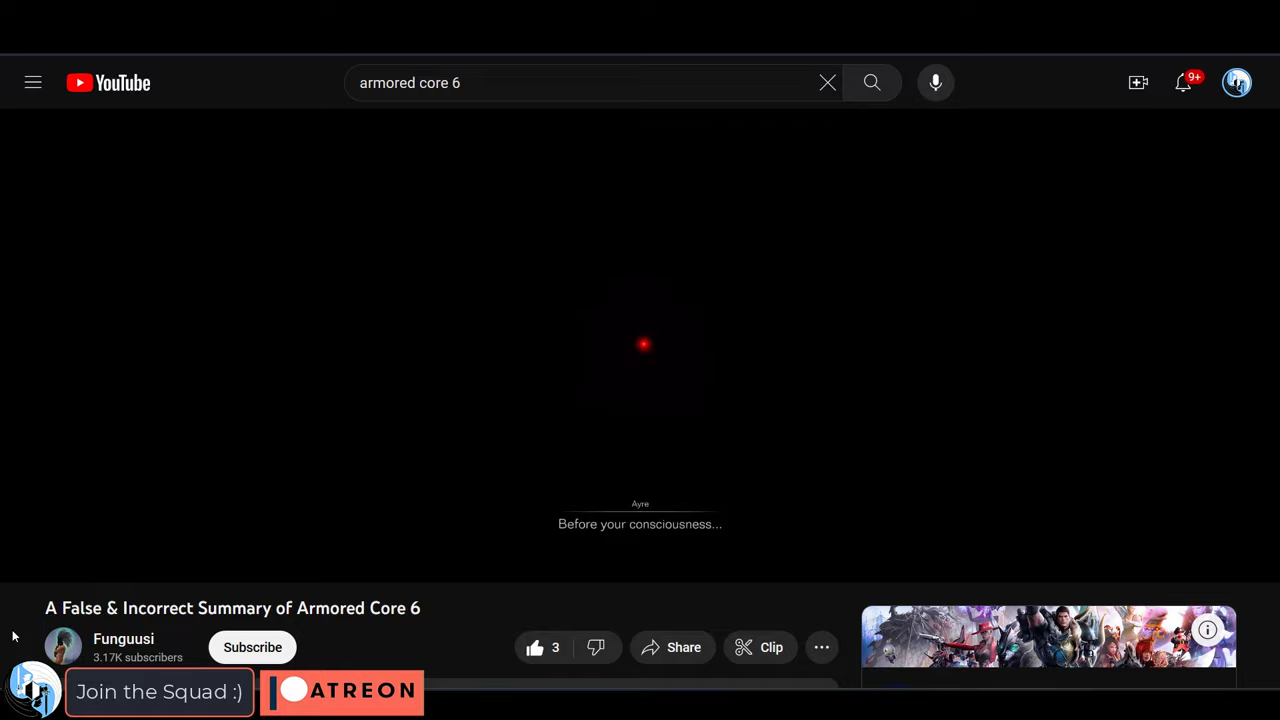 YouTube
armored core 6
9+
Ayre
Before your consciousness...
A False & Incorrect Summary of Armored Core 6
Funguusi
3.17K subscribers
Subscribe
3
Share
Clip
Join the Squad :)
PATREON